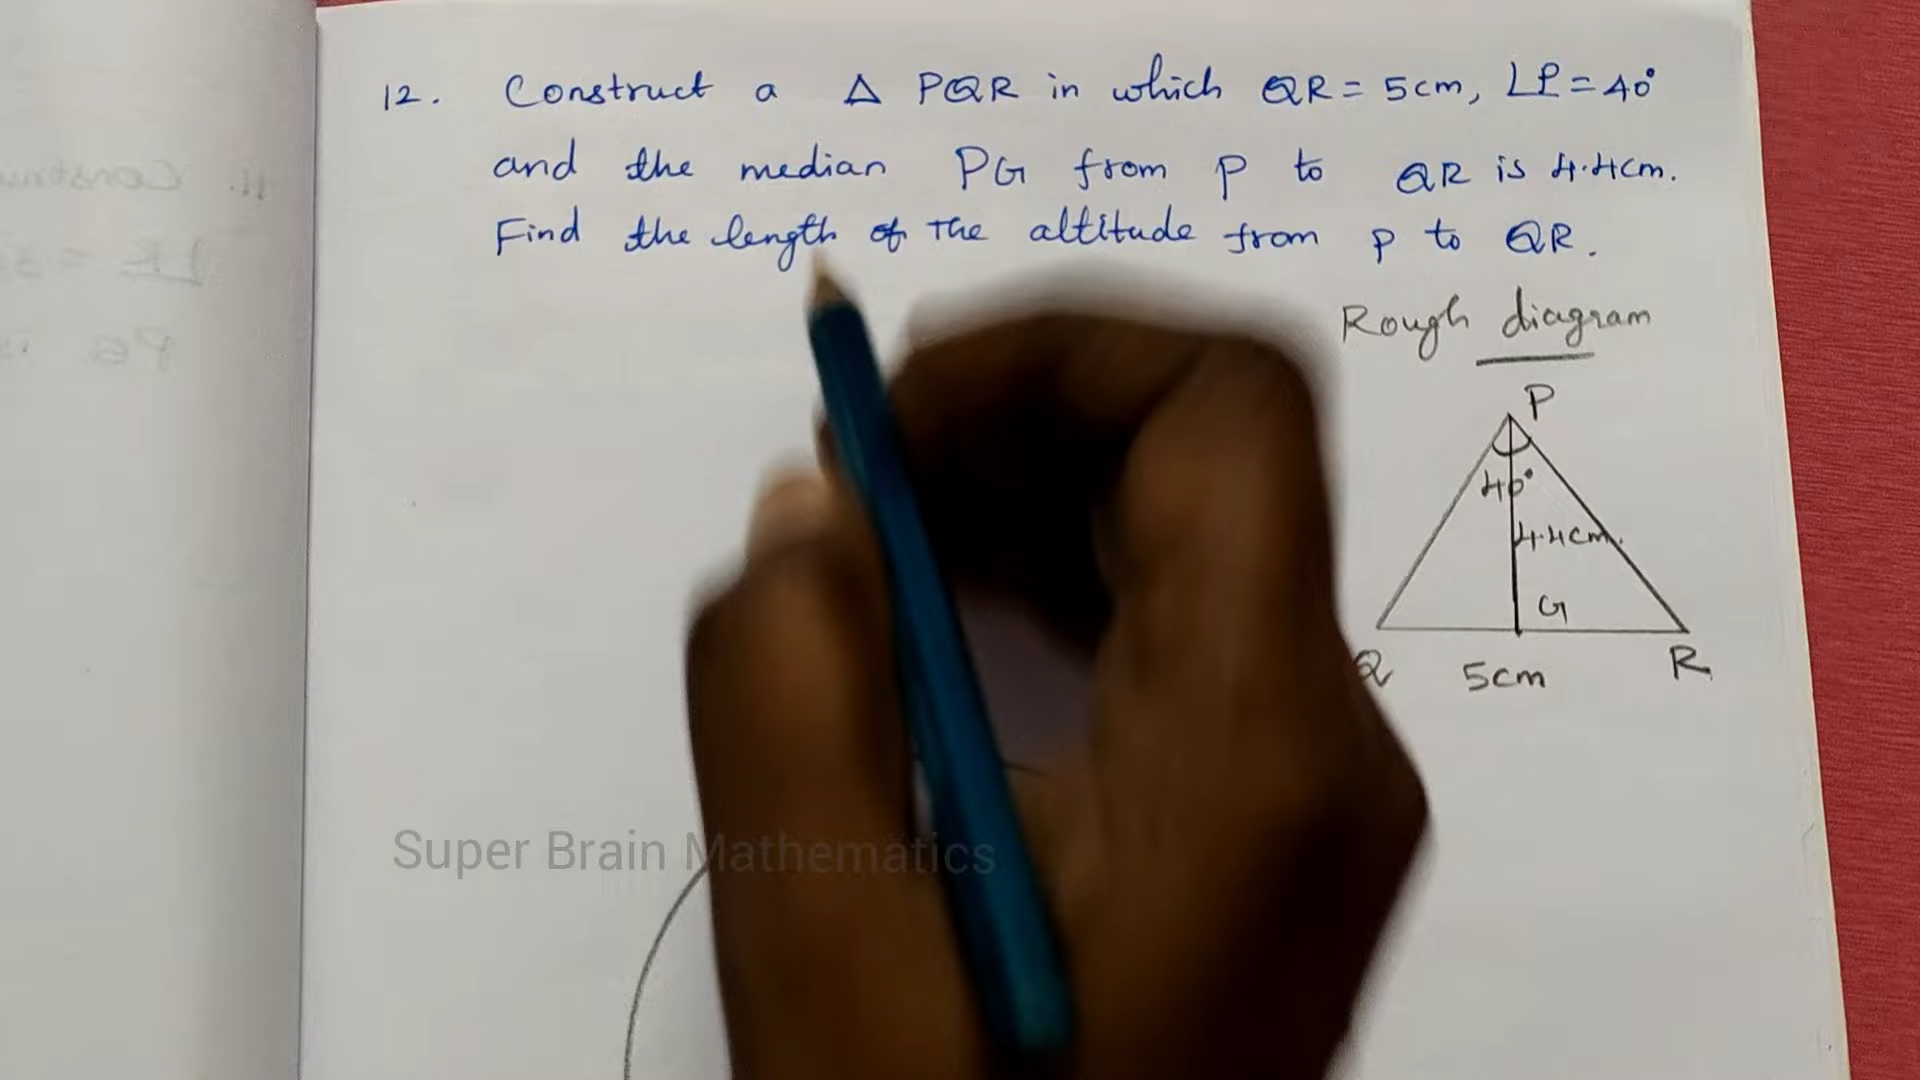 12. Construct a Δ PQR in which QR = 5cm, ∠P = 40°
and the median PG from P to QR is 4.4cm.
Find the length of the altitude from P to QR.
Rough diagram
P
40°
4.4cm.
G
Q 5cm R
Super Brain Mathematics